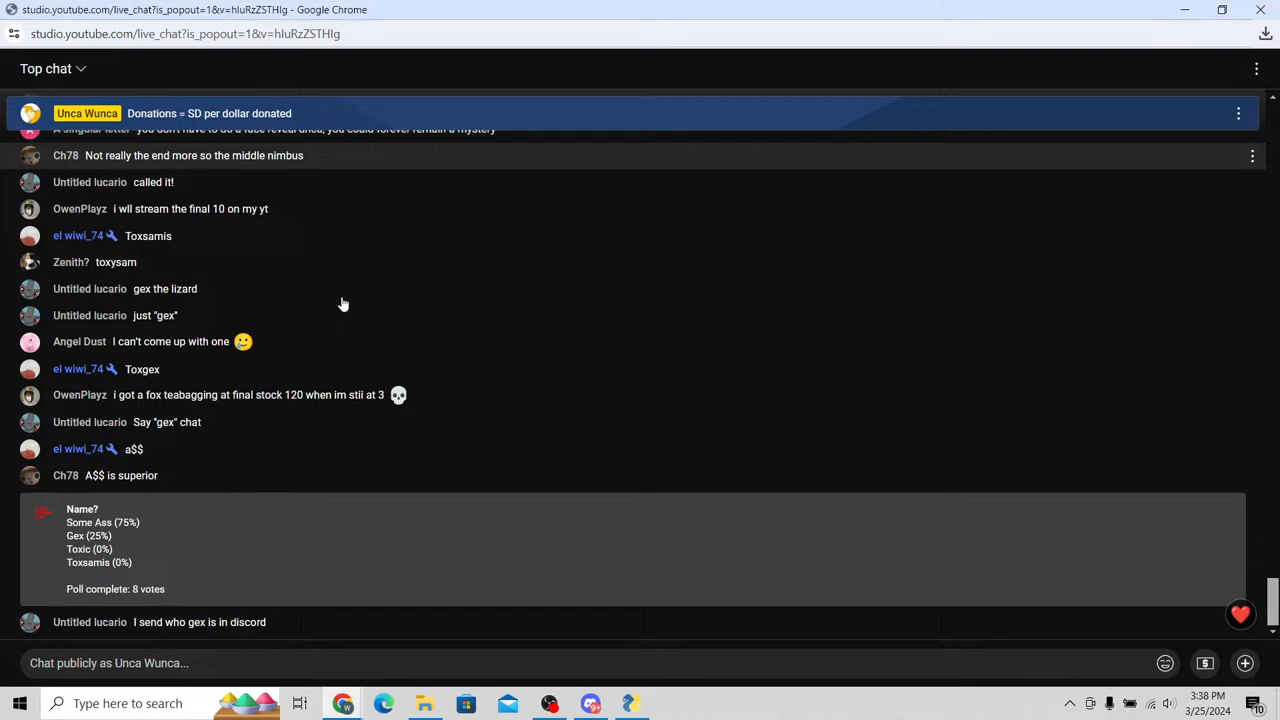 studio.youtube.com/live_chat?is_popout=1&v=hIuRzZSTHIg - Google Chrome
studio.youtube.com/live_chat?is_popout=1&v=hIuRzZSTHIg
Top chat
Unca Wunca Donations = SD per dollar donated
A singular letter you don't have to do a face reveal unca, you could forever remain a mystery
Ch78 Not really the end more so the middle nimbus
Untitled lucario called it!
OwenPlayz i wll stream the final 10 on my yt
el wiwi_74 Toxsamis
Zenith? toxysam
Untitled lucario gex the lizard
Untitled lucario just "gex"
Angel Dust I can't come up with one 🥲
el wiwi_74 Toxgex
OwenPlayz i got a fox teabagging at final stock 120 when im stii at 3 💀
Untitled lucario Say "gex" chat
el wiwi_74 a$$
Ch78 A$$ is superior
Name?
Some Ass (75%)
Gex (25%)
Toxic (0%)
Toxsamis (0%)
Poll complete: 8 votes
Untitled lucario I send who gex is in discord
Chat publicly as Unca Wunca...
Type here to search
9+
3:38 PM
3/25/2024
10